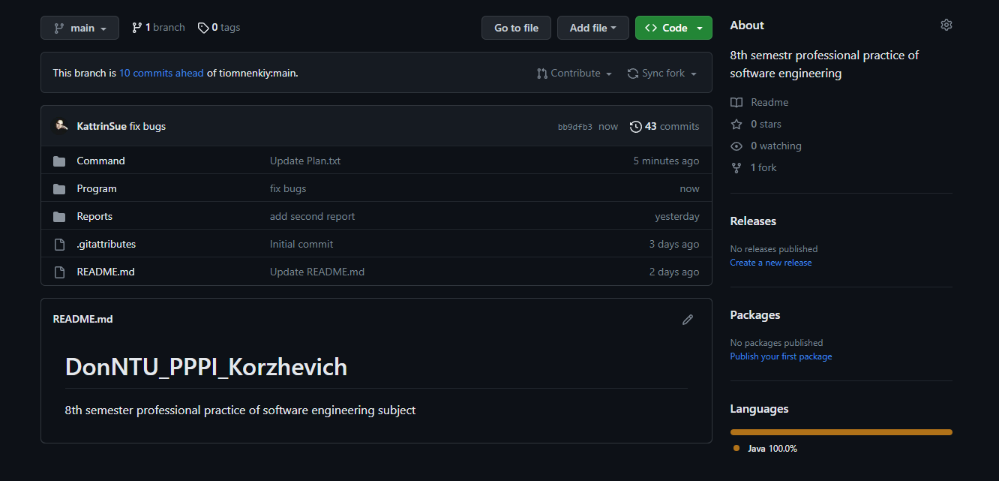 main
1 branch
0 tags
Go to file
Add file
<> Code
This branch is 10 commits ahead of tiomnenkiy:main.
Contribute
Sync fork
KattrinSue fix bugs
bb9dfb3 now
43 commits
Command Update Plan.txt 5 minutes ago
Program fix bugs now
Reports add second report yesterday
.gitattributes Initial commit 3 days ago
README.md Update README.md 2 days ago
README.md
DonNTU_PPPI_Korzhevich
8th semester professional practice of software engineering subject
About
8th semestr professional practice of
software engineering
Readme
0 stars
0 watching
1 fork
Releases
No releases published
Create a new release
Packages
No packages published
Publish your first package
Languages
Java 100.0%